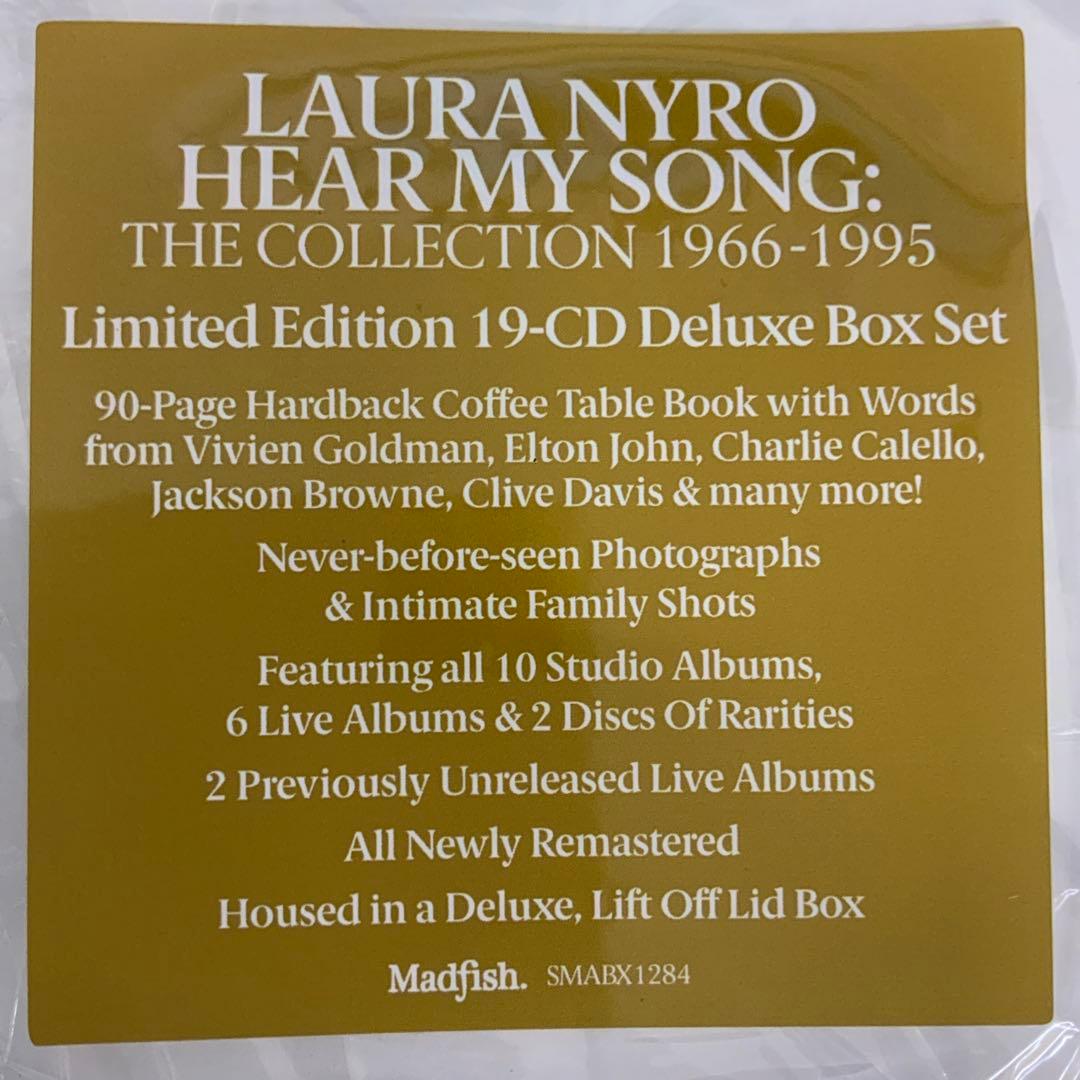 LAURA NYRO
HEAR MY SONG:
THE COLLECTION 1966-1995
Limited Edition 19-CD Deluxe Box Set
90-Page Hardback Coffee Table Book with Words
from Vivien Goldman, Elton John, Charlie Calello,
Jackson Browne, Clive Davis & many more!
Never-before-seen Photographs
& Intimate Family Shots
Featuring all 10 Studio Albums,
6 Live Albums & 2 Discs Of Rarities
2 Previously Unreleased Live Albums
All Newly Remastered
Housed in a Deluxe, Lift Off Lid Box
Madfish. SMABX1284